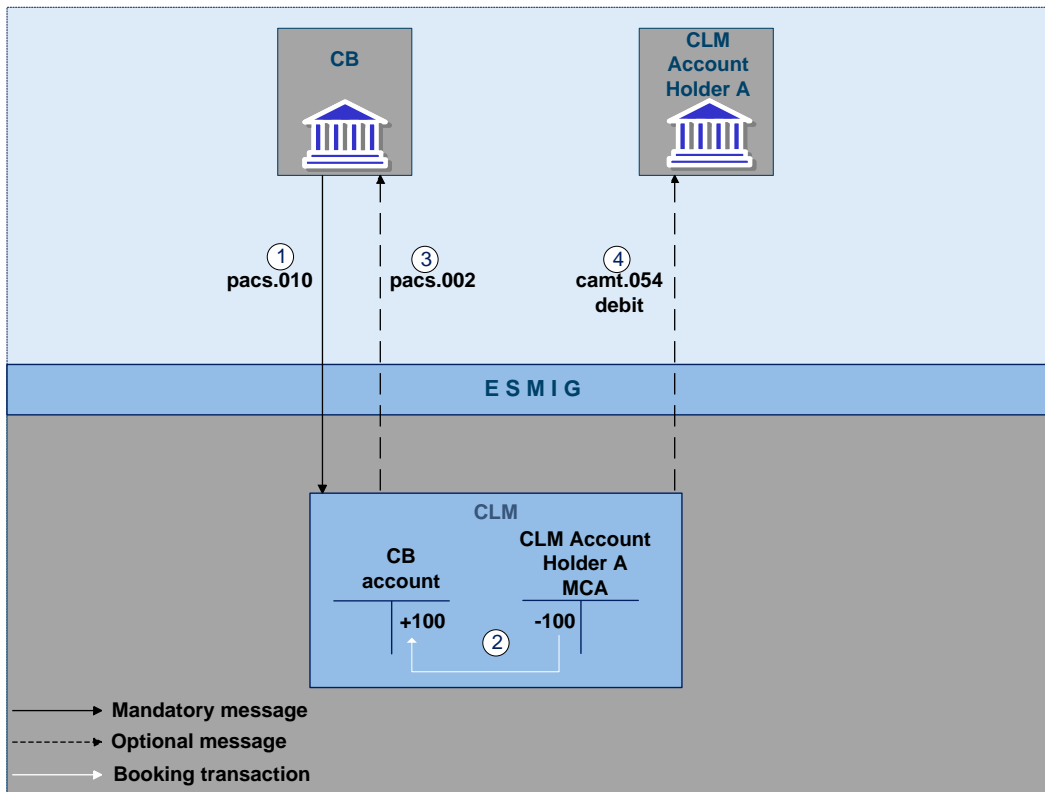 CB
CLM
Account
Holder A
1
pacs.010
3
pacs.002
4
camt.054
debit
ESMIG
CLM
CB
account
CLM Account
Holder A
MCA
+100
2
-100
Mandatory message
Optional message
Booking transaction